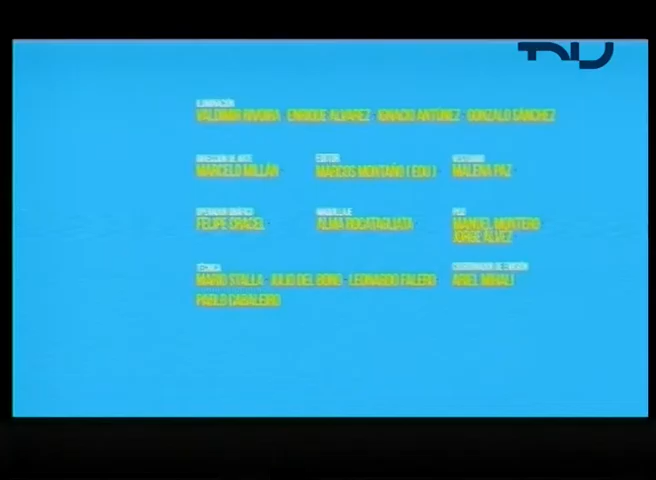 TNU
ILUMINACIÓN
VALDIMIR RIVOIRA · ENRIQUE ALVAREZ · IGNACIO ANTÚNEZ · GONZALO SÁNCHEZ
DIRECCIÓN DE ARTE
MARCELO MILLÁN
EDITOR
MARCOS MONTAÑO ( EDU )
VESTUARIO
MALENA PAZ
OPERADOR GRÁFICO
FELIPE CRACEL
MAQUILLAJE
ALMA ROCATAGLIATA
PISO
MANUEL MONTERO
JORGE ALVEZ
TÉCNICA
MARIO STALLA · JULIO DEL BONO · LEONARDO FALERO
PABLO CABALEIRO
COORDINADOR DE EMISIÓN
ARIEL MIHALI